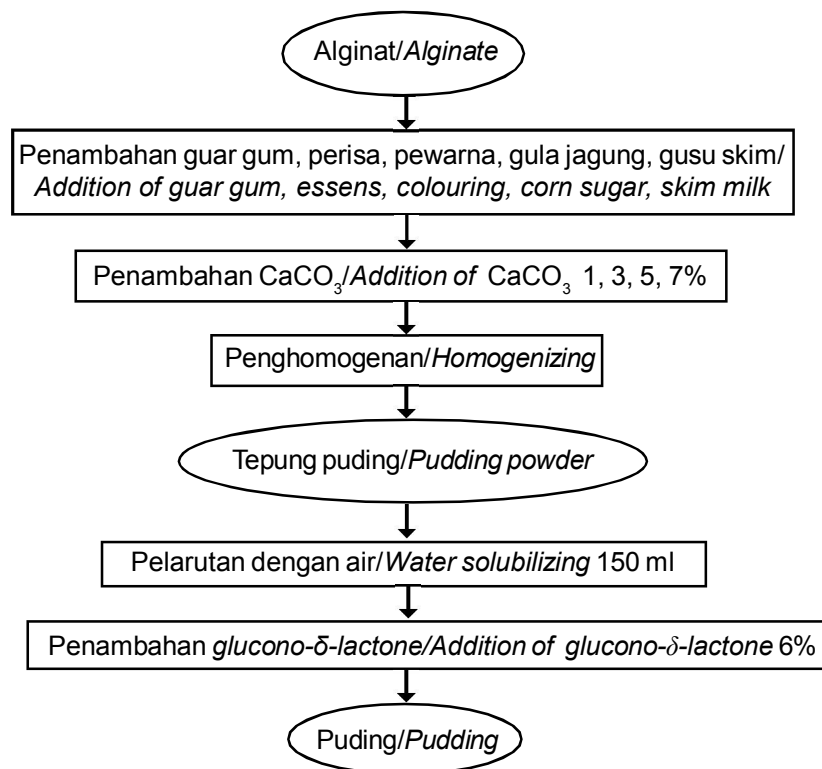 Alginat/Alginate
Penambahan guar gum, perisa, pewarna, gula jagung, gusu skim/
Addition of guar gum, essens, colouring, corn sugar, skim milk
Penambahan CaCO₃/Addition of CaCO₃ 1, 3, 5, 7%
Penghomogenan/Homogenizing
Tepung puding/Pudding powder
Pelarutan dengan air/Water solubilizing 150 ml
Penambahan glucono-δ-lactone/Addition of glucono-δ-lactone 6%
Puding/Pudding